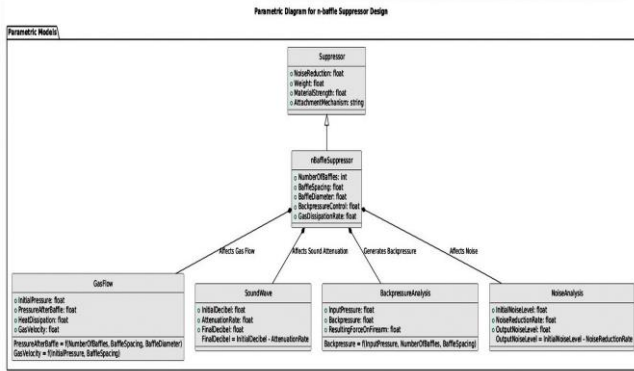 Parametric Diagram for n-baffle Suppressor Design
Parametric Models
Suppressor
NoiseReduction: float
Weight: float
MaterialStrength: float
AttachmentMechanism: string
nBaffleSuppressor
NumberOfBaffles: int
BaffleSpacing: float
BaffleDiameter: float
BackpressureControl: float
GasDissipationRate: float
Affects Gas Flow
Affects Sound Attenuation
Generates Backpressure
Affects Noise
GasFlow
InitialPressure: float
PressureAfterBaffle: float
HeatDissipation: float
GasVelocity: float
PressureAfterBaffle = f(NumberOfBaffles, BaffleSpacing, BaffleDiameter)
GasVelocity = f(InitialPressure, BaffleSpacing)
SoundWave
InitialDecibel: float
AttenuationRate: float
FinalDecibel: float
FinalDecibel = InitialDecibel - AttenuationRate
BackpressureAnalysis
InputPressure: float
Backpressure: float
ResultingForceOnFirearm: float
Backpressure = f(InputPressure, NumberOfBaffles, BaffleSpacing)
NoiseAnalysis
InitialNoiseLevel: float
NoiseReductionRate: float
OutputNoiseLevel: float
OutputNoiseLevel = InitialNoiseLevel - NoiseReductionRate